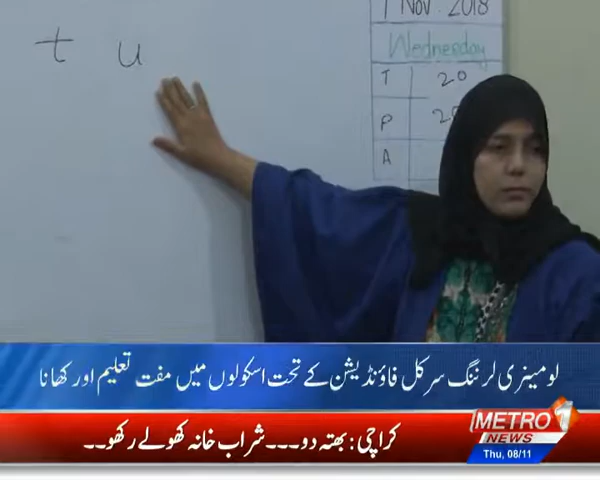 7 Nov. 2018
Wednesday
t u
T 20
P
A
لومینری لرننگ سرکل فاؤنڈیشن کے تحت اسکولوں میں مفت تعلیم اور کھانا
کراچی: بھتہ دو۔۔۔شراب خانہ کھولے رکھو۔۔
METRO 1
NEWS
Thu, 08/11